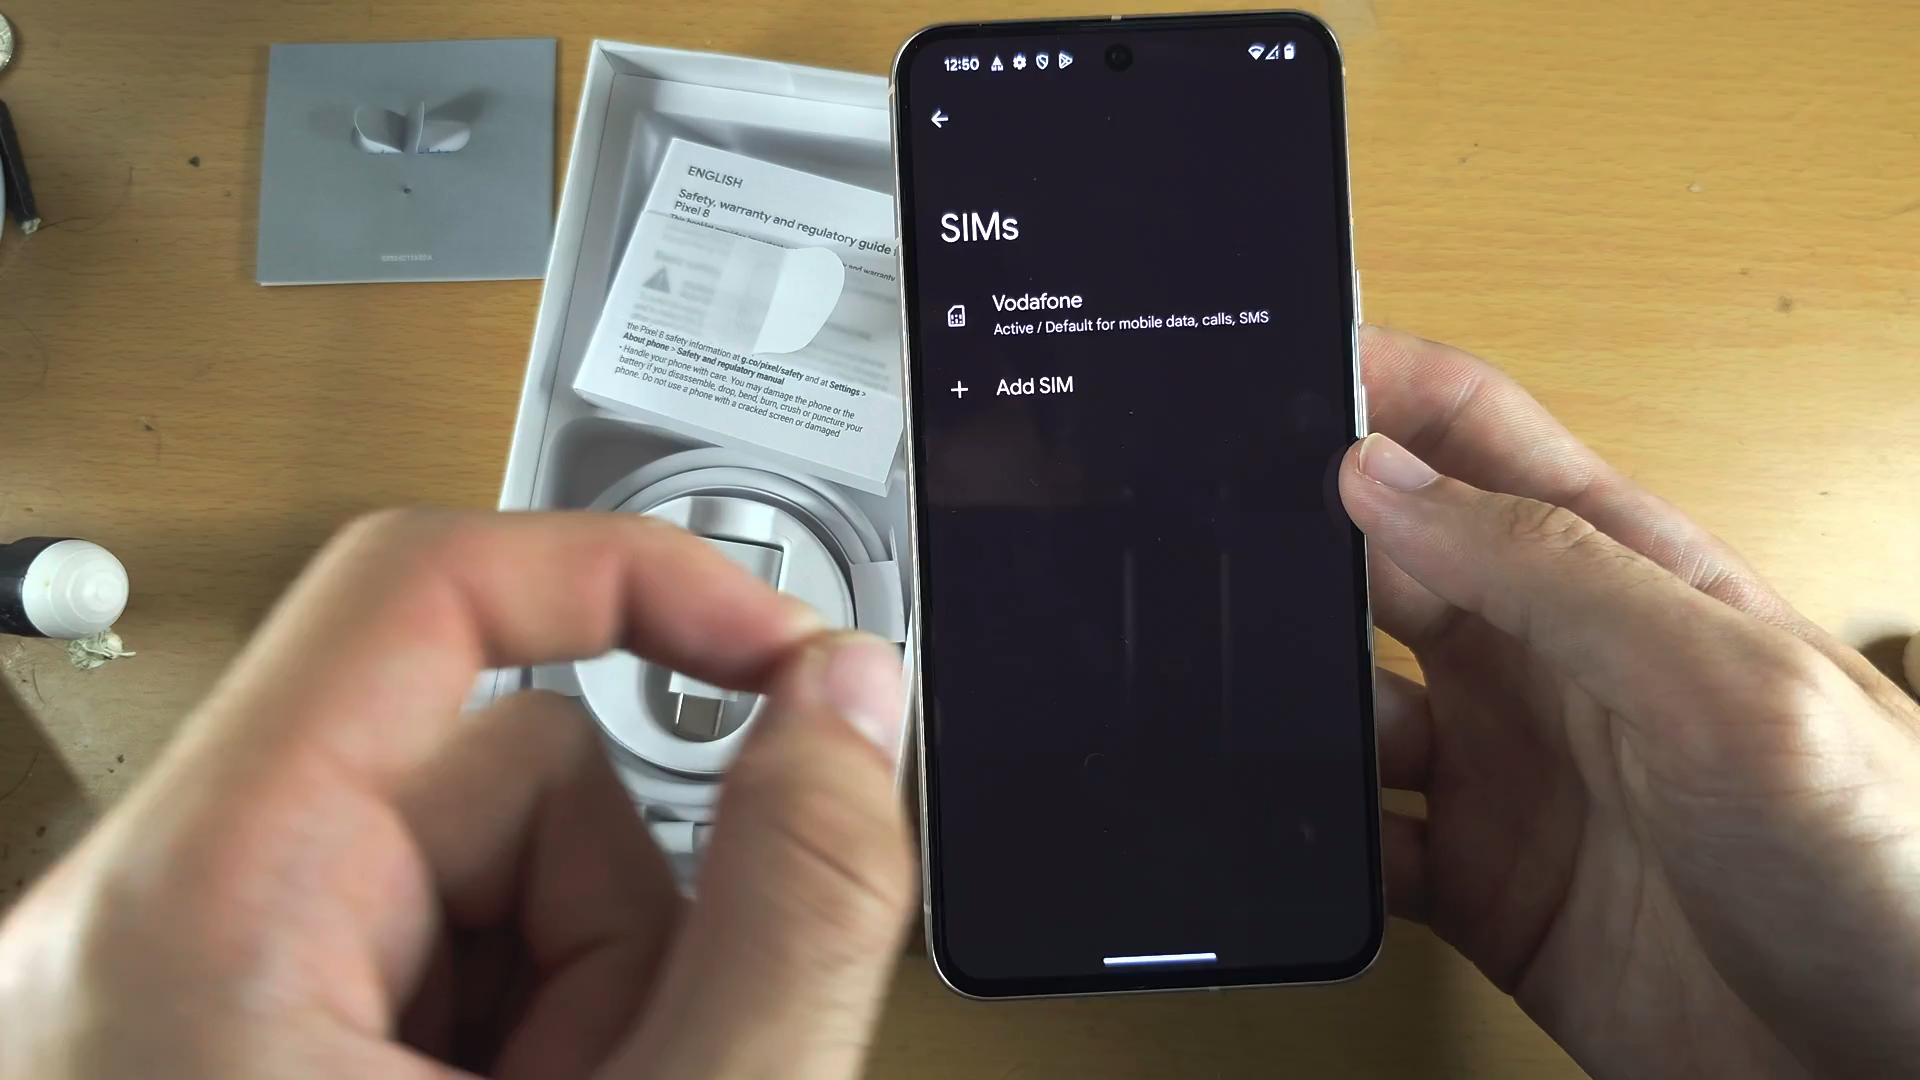 12:50
SIMs
Vodafone
Active / Default for mobile data, calls, SMS
Add SIM
ENGLISH
Safety, warranty and regulatory guide
Pixel 8
and warranty
the Pixel 8 safety information at g.co/pixel/safety and at Settings >
About phone > Safety and regulatory manual
• Handle your phone with care. You may damage the phone or the
battery if you disassemble, drop, bend, burn, crush or puncture your
phone. Do not use a phone with a cracked screen or damaged